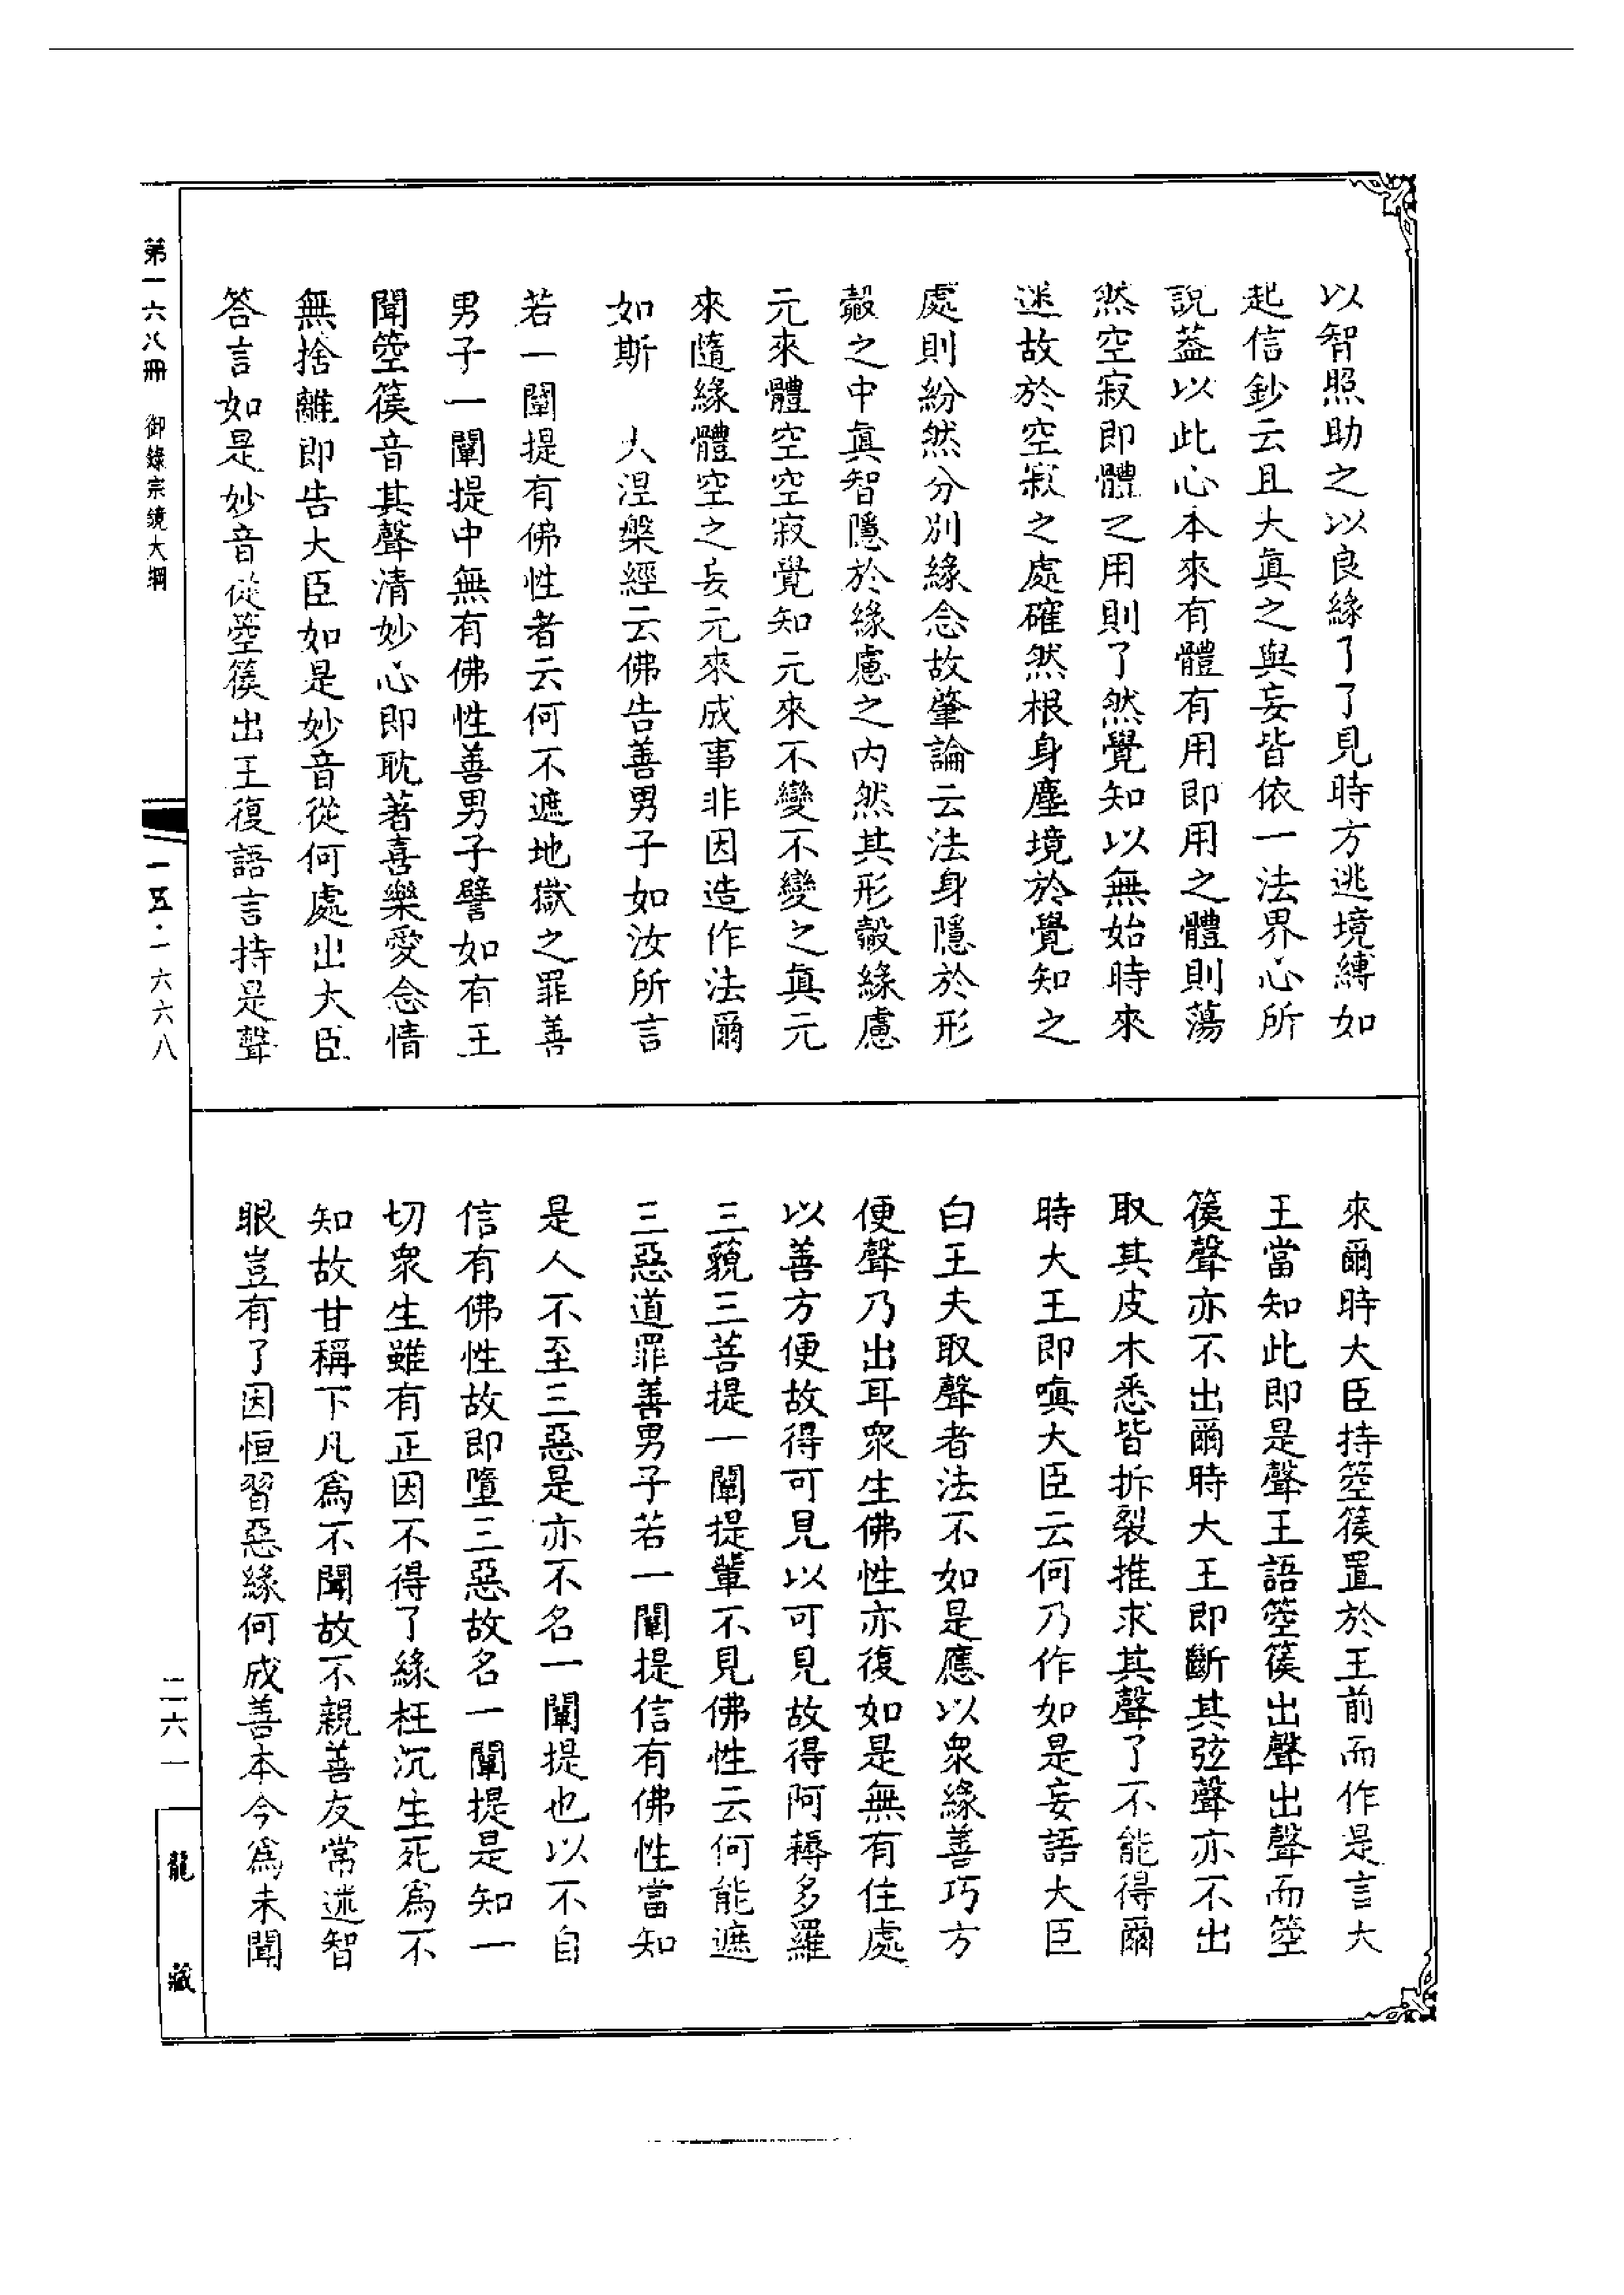 以智照助之以良緣了了見時方逃境縛如
起信鈔云且大眞之與妄皆依一法界心所
說葢以此心本來有體有用即用之體則蕩
然空寂即體之用則了然覺知以無始時來
迷故於空寂之處確然根身塵境於覺知之
處則紛然分別緣念故肇論云法身隱於形
殼之中眞智隱於緣慮之內然其形殼緣慮
元來體空空寂覺知元來不變不變之眞元
來隨緣體空之妄元來成事非因造作法爾
如斯　大涅槃經云佛告善男子如汝所言
若一闡提有佛性者云何不遮地獄之罪善
男子一闡提中無有佛性善男子譬如有王
聞箜篌音其聲清妙心即耽著喜樂愛念情
無捨離即告大臣如是妙音從何處出大臣
答言如是妙音從箜篌出王復語言持是聲
來爾時大臣持箜篌置於王前而作是言大
王當知此即是聲王語箜篌出聲出聲而箜
篌聲亦不出爾時大王即斷其弦聲亦不出
取其皮木悉皆拆裂推求其聲了不能得爾
時大王即嗔大臣云何乃作如是妄語大臣
白王夫取聲者法不如是應以衆緣善巧方
便聲乃出耳衆生佛性亦復如是無有住處
以善方便故得可見以可見故得阿耨多羅
三藐三菩提一闡提輩不見佛性云何能遮
三惡道罪善男子若一闡提信有佛性當知
是人不至三惡是亦不名一闡提也以不自
信有佛性故即墮三惡故名一闡提是知一
切衆生雖有正因不得了緣枉沉生死爲不
知故甘稱下凡爲不聞故不親善友常迷智
眼豈有了因恒習惡緣何成善本今爲未聞
第一六八冊　御錄宗鏡大綱
一五·一六六八
二六一
龍藏